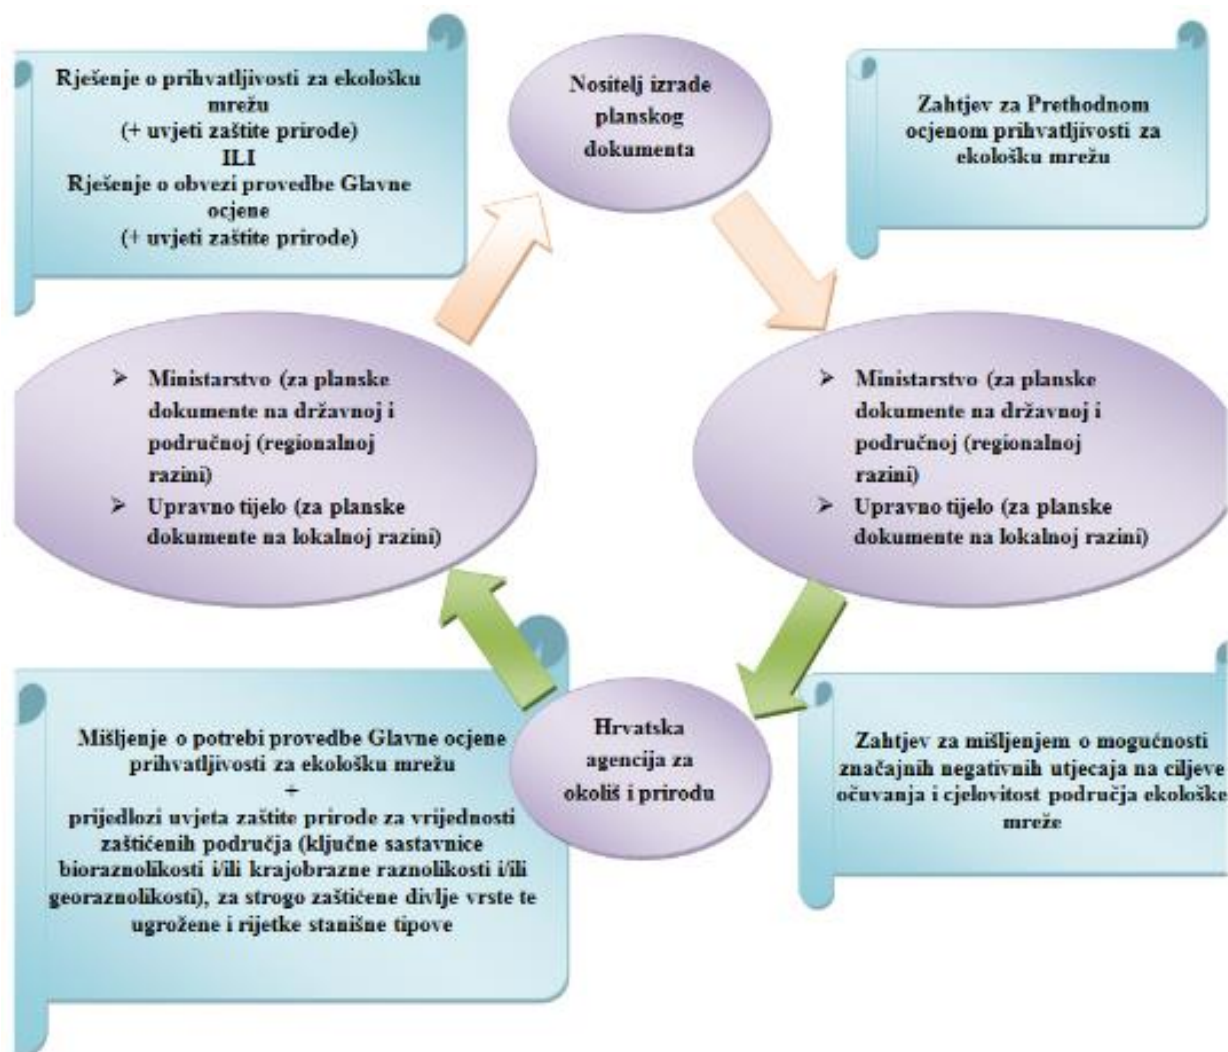 Rješenje o prihvatljivosti za ekološku
mrežu
(+ uvjeti zaštite prirode)
ILI
Rješenje o obvezi provedbe Glavne
ocjene
(+ uvjeti zaštite prirode)
Nositelj izrade
planskog
dokumenta
Zahtjev za Prethodnom
ocjenom prihvatljivosti za
ekološku mrežu
➢ Ministarstvo (za planske
dokumente na državnoj i
područnoj (regionalnoj
razini)
➢ Upravno tijelo (za planske
dokumente na lokalnoj razini)
➢ Ministarstvo (za planske
dokumente na državnoj i
područnoj (regionalnoj
razini)
➢ Upravno tijelo (za planske
dokumente na lokalnoj razini)
Mišljenje o potrebi provedbe Glavne ocjene
prihvatljivosti za ekološku mrežu
+
prijedlozi uvjeta zaštite prirode za vrijednosti
zaštićenih područja (ključne sastavnice
bioraznolikosti i/ili krajobrazne raznolikosti i/ili
georaznolikosti), za strogo zaštićene divlje vrste te
ugrožene i rijetke stanišne tipove
Hrvatska
agencija za
okoliš i prirodu
Zahtjev za mišljenjem o mogućnosti
značajnih negativnih utjecaja na ciljeve
očuvanja i cjelovitost područja ekološke
mreže